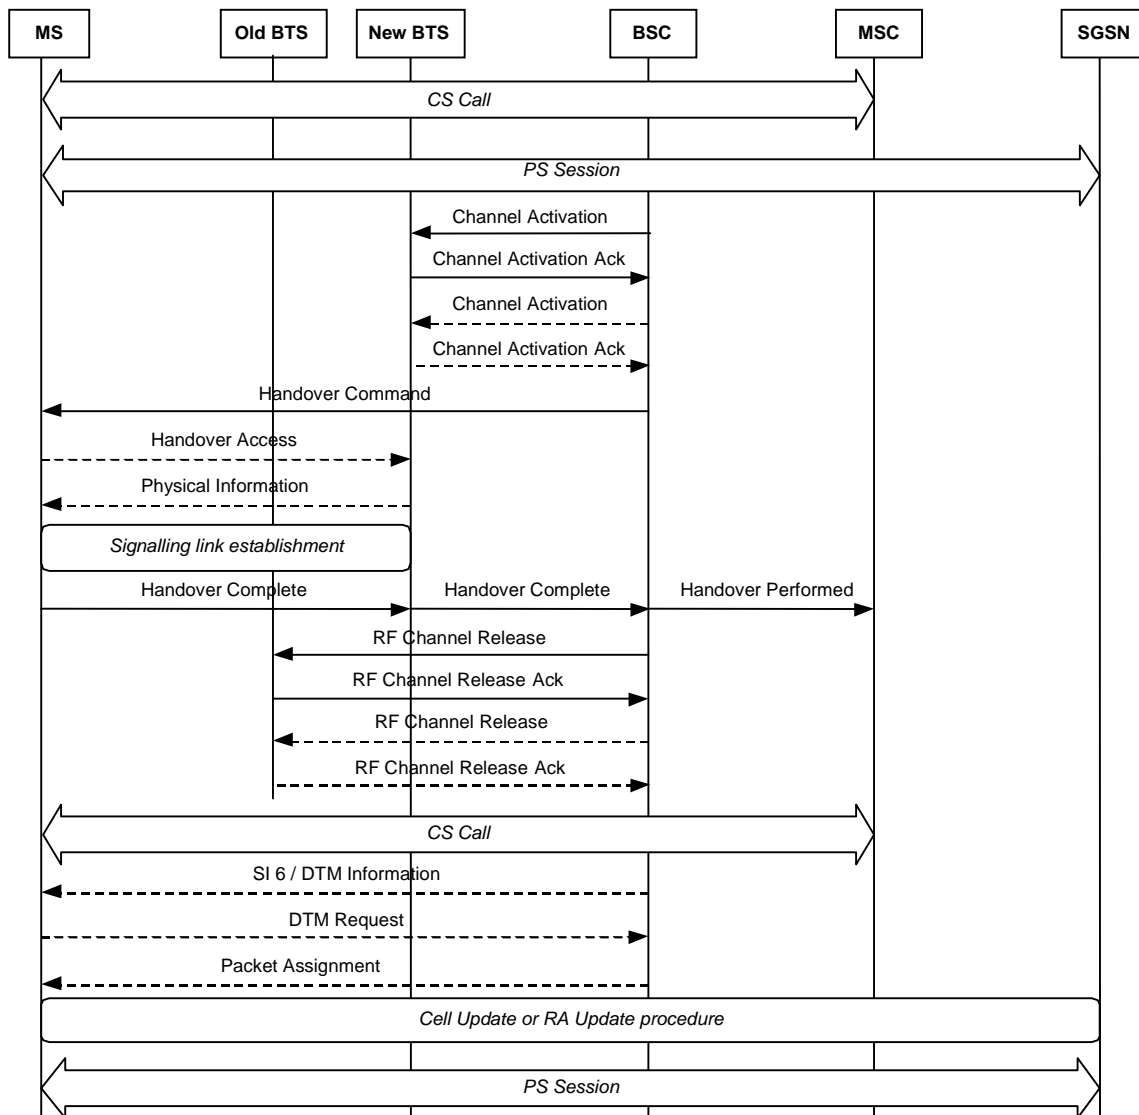 MS
Old BTS
New BTS
BSC
MSC
SGSN
CS Call
PS Session
Channel Activation
Channel Activation Ack
Channel Activation
Channel Activation Ack
Handover Command
Handover Access
Physical Information
Signalling link establishment
Handover Complete
Handover Complete
Handover Performed
RF Channel Release
RF Channel Release Ack
RF Channel Release
RF Channel Release Ack
CS Call
SI 6 / DTM Information
DTM Request
Packet Assignment
Cell Update or RA Update procedure
PS Session